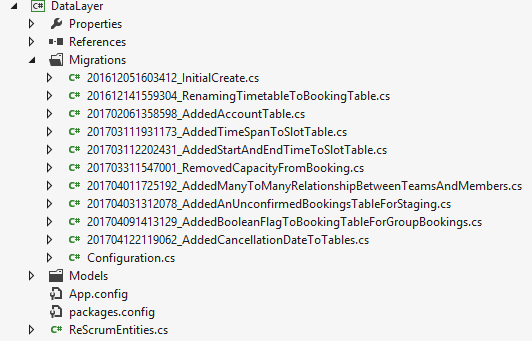 C# DataLayer
Properties
References
Migrations
C# 201612051603412_InitialCreate.cs
C# 201612141559304_RenamingTimetableToBookingTable.cs
C# 201702061358598_AddedAccountTable.cs
C# 201703111931173_AddedTimeSpanToSlotTable.cs
C# 201703112202431_AddedStartAndEndTimeToSlotTable.cs
C# 201703311547001_RemovedCapacityFromBooking.cs
C# 201704011725192_AddedManyToManyRelationshipBetweenTeamsAndMembers.cs
C# 201704031312078_AddedAnUnconfirmedBookingsTableForStaging.cs
C# 201704091413129_AddedBooleanFlagToBookingTableForGroupBookings.cs
C# 201704122119062_AddedCancellationDateToTables.cs
C# Configuration.cs
Models
App.config
packages.config
C# ReScrumEntities.cs